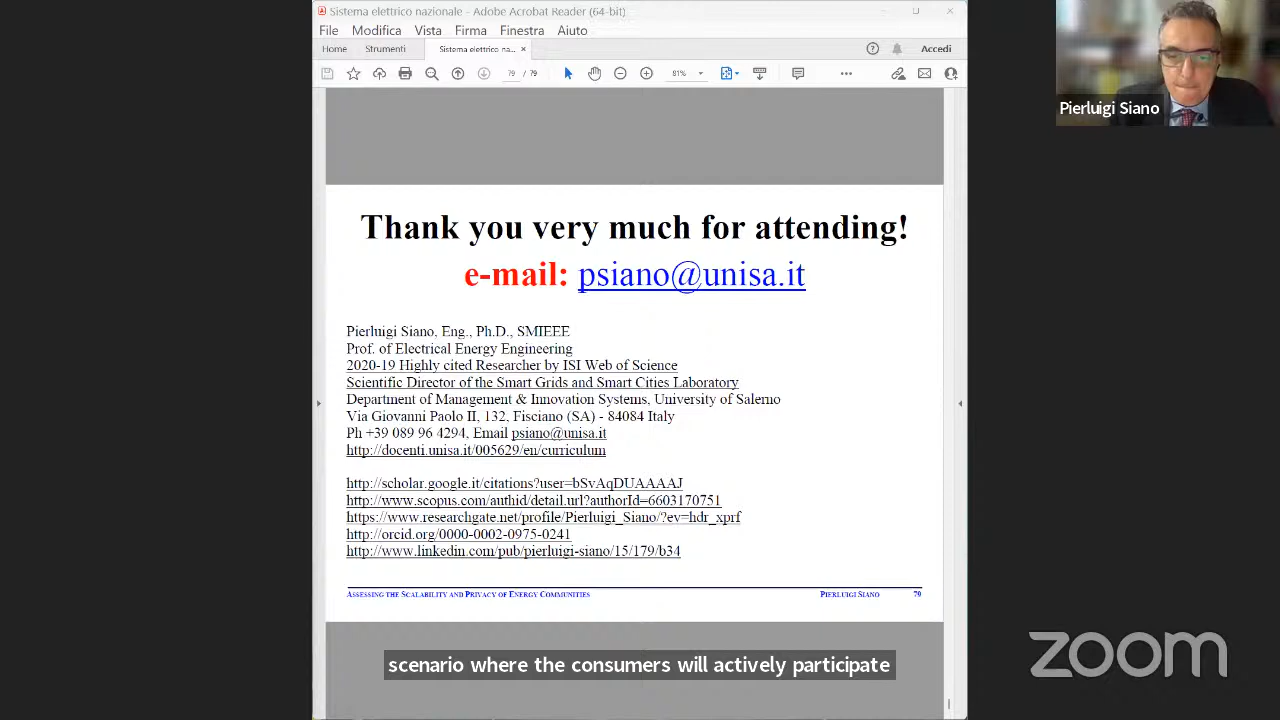 Sistema elettrico nazionale - Adobe Acrobat Reader (64-bit)
File Modifica Vista Firma Finestra Aiuto
Home Strumenti Sistema elettrico na... × Accedi
79 / 79 81%
Pierluigi Siano
Thank you very much for attending!
e-mail: psiano@unisa.it
Pierluigi Siano, Eng., Ph.D., SMIEEE
Prof. of Electrical Energy Engineering
2020-19 Highly cited Researcher by ISI Web of Science
Scientific Director of the Smart Grids and Smart Cities Laboratory
Department of Management & Innovation Systems, University of Salerno
Via Giovanni Paolo II, 132, Fisciano (SA) - 84084 Italy
Ph +39 089 96 4294, Email psiano@unisa.it
http://docenti.unisa.it/005629/en/curriculum
http://scholar.google.it/citations?user=bSvAqDUAAAAJ
http://www.scopus.com/authid/detail.url?authorId=6603170751
https://www.researchgate.net/profile/Pierluigi_Siano/?ev=hdr_xprf
http://orcid.org/0000-0002-0975-0241
http://www.linkedin.com/pub/pierluigi-siano/15/179/b34
ASSESSING THE SCALABILITY AND PRIVACY OF ENERGY COMMUNITIES PIERLUIGI SIANO 70
scenario where the consumers will actively participate
zoom